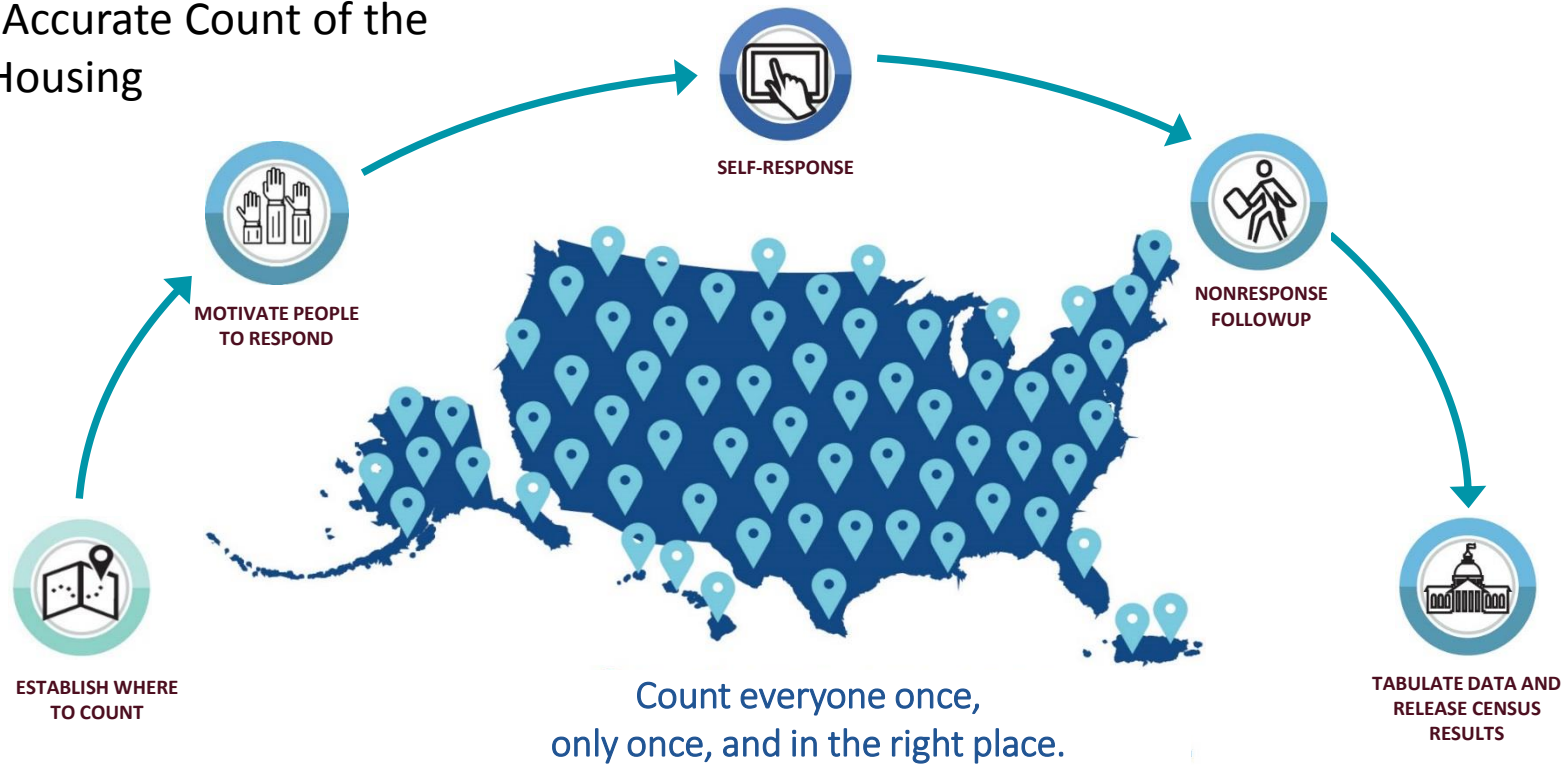 Accurate Count of the
Housing
SELF-RESPONSE
MOTIVATE PEOPLE
TO RESPOND
NONRESPONSE
FOLLOWUP
ESTABLISH WHERE
TO COUNT
TABULATE DATA AND
RELEASE CENSUS
RESULTS
Count everyone once,
only once, and in the right place.